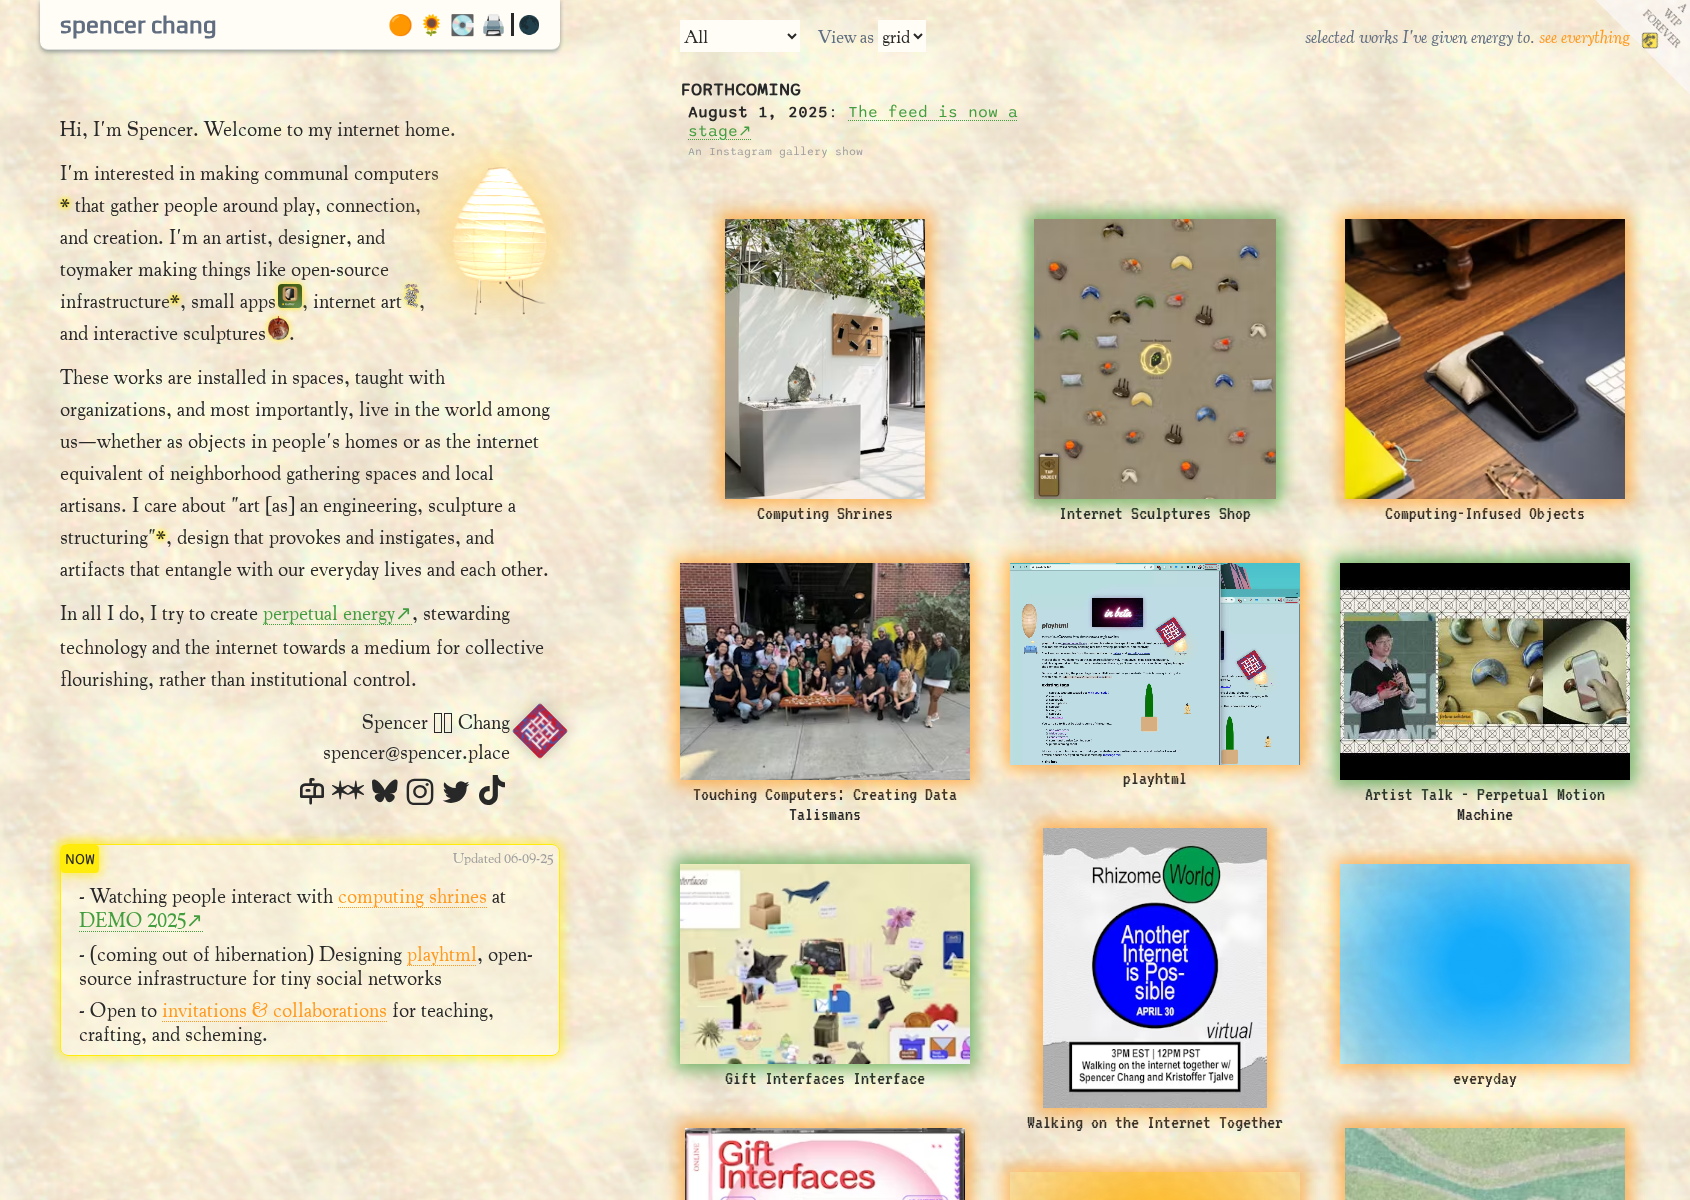 spencer chang
All
View as grid
selected works I've given energy to. see everything
A
WIP
FOREVER
Hi, I'm Spencer. Welcome to my internet home.
I'm interested in making communal computers
* that gather people around play, connection,
and creation. I'm an artist, designer, and
toymaker making things like open-source
infrastructure*, small apps, internet art,
and interactive sculptures.
These works are installed in spaces, taught with
organizations, and most importantly, live in the world among
us—whether as objects in people's homes or as the internet
equivalent of neighborhood gathering spaces and local
artisans. I care about "art [as] an engineering, sculpture a
structuring"*, design that provokes and instigates, and
artifacts that entangle with our everyday lives and each other.
In all I do, I try to create perpetual energy↗, stewarding
technology and the internet towards a medium for collective
flourishing, rather than institutional control.
Spencer Chang
spencer@spencer.place
NOW
Updated 06-09-25
- Watching people interact with computing shrines at
DEMO 2025↗
- (coming out of hibernation) Designing playhtml, open-
source infrastructure for tiny social networks
- Open to invitations & collaborations for teaching,
crafting, and scheming.
FORTHCOMING
August 1, 2025: The feed is now a
stage↗
An Instagram gallery show
Computing Shrines
TAP
OBJECT
Internet Sculptures Shop
Computing-Infused Objects
Touching Computers: Creating Data
Talismans
in beta
playhtml
playhtml
Artist Talk - Perpetual Motion
Machine
Gift Interfaces Interface
Rhizome World
Another
Internet
is Pos-
sible
APRIL 30
virtual
3PM EST | 12PM PST
Walking on the internet together w/
Spencer Chang and Kristoffer Tjalve
Walking on the Internet Together
everyday
ONLINE
Gift
Interfaces